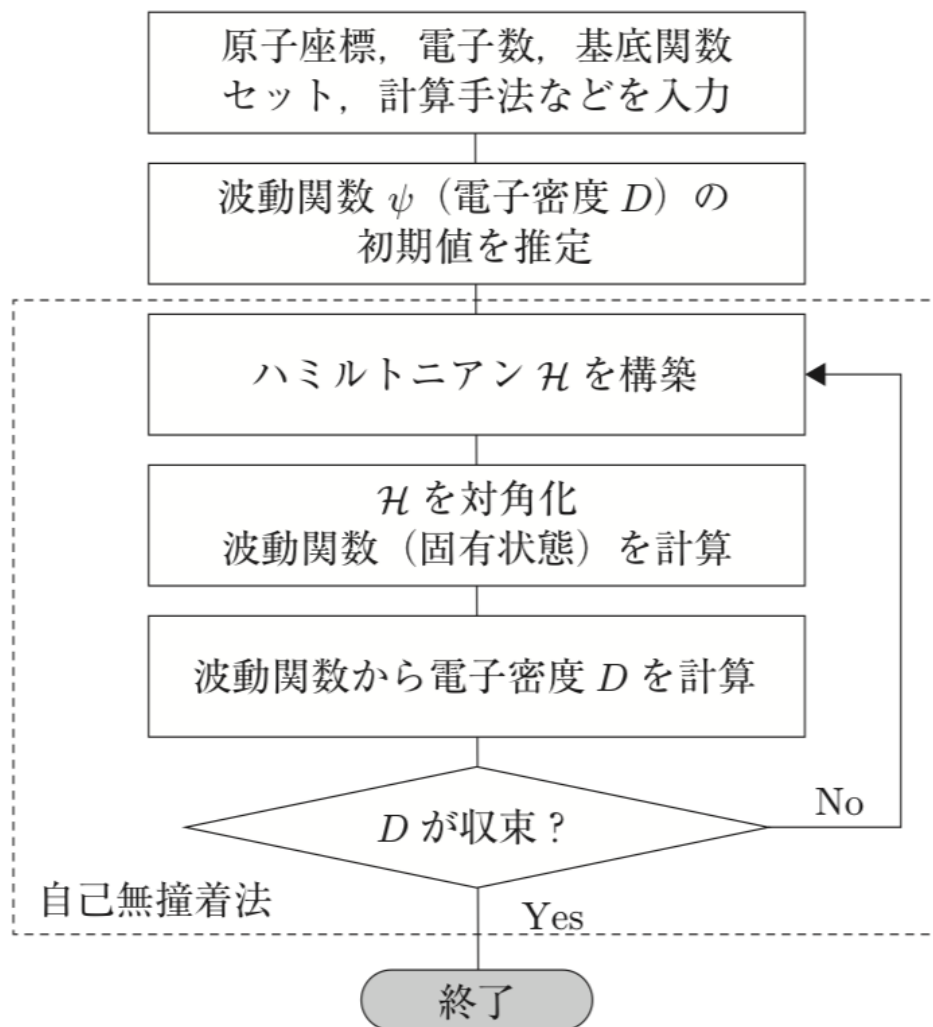 原子座標，電子数，基底関数
セット，計算手法などを入力
波動関数 ψ（電子密度 D）の
初期値を推定
ハミルトニアン ℋ を構築
ℋ を対角化
波動関数（固有状態）を計算
波動関数から電子密度 D を計算
D が収束？
No
自己無撞着法
Yes
終了